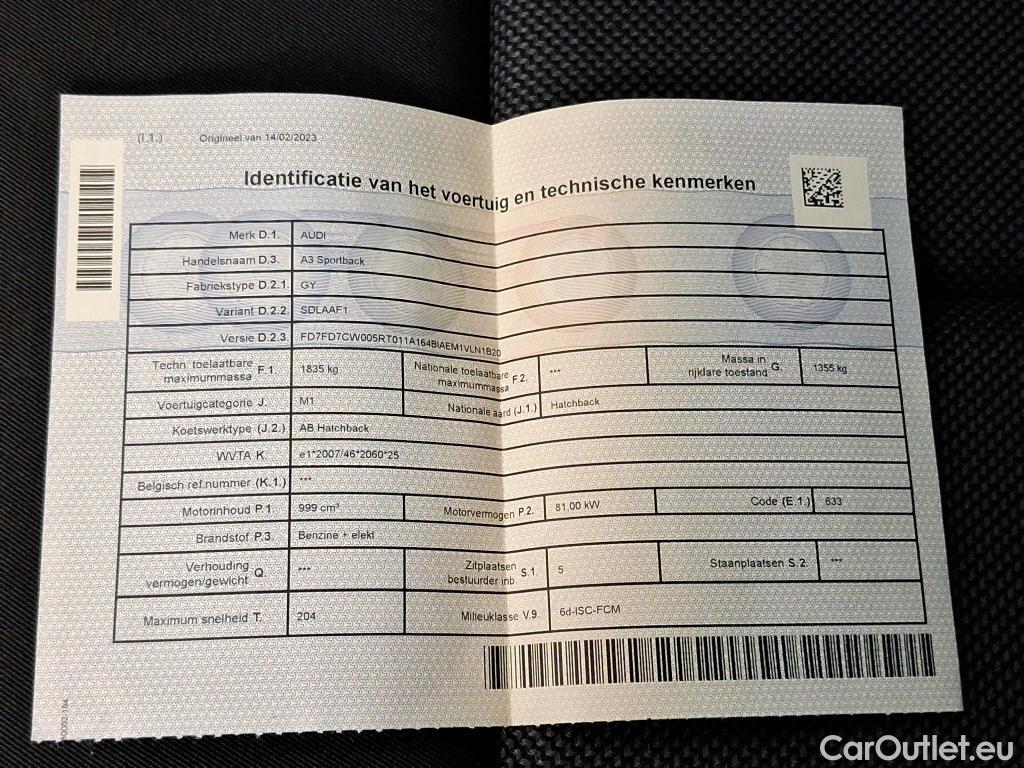 (I.1.) Origineel van 14/02/2023
Identificatie van het voertuig en technische kenmerken
Merk D.1. AUDI
Handelsnaam D.3. A3 Sportback
Fabriekstype D.2.1. GY
Variant D.2.2. SDLAAF1
Versie D.2.3. FD7FD7CW005RT011A164BIAEM1VLN1B20
Techn. toelaatbare maximummassa F.1. 1835 kg Nationale toelaatbare maximummassa F.2. *** Massa in rijklare toestand G. 1355 kg
Voertuigcategorie J. M1 Nationale aard (J.1.) Hatchback
Koetswerktype (J.2.) AB Hatchback
WVTA K. e1*2007/46*2060*25
Belgisch ref.nummer (K.1.) ***
Motorinhoud P.1. 999 cm³ Motorvermogen P.2. 81,00 kW Code (E.1.) 633
Brandstof P.3. Benzine + elekt
Verhouding vermogen/gewicht Q. *** Zitplaatsen bestuurder inb S.1. 5 Staanplaatsen S.2. ***
Maximum snelheid T. 204 Milieuklasse V.9. 6d-ISC-FCM
CarOutlet.eu